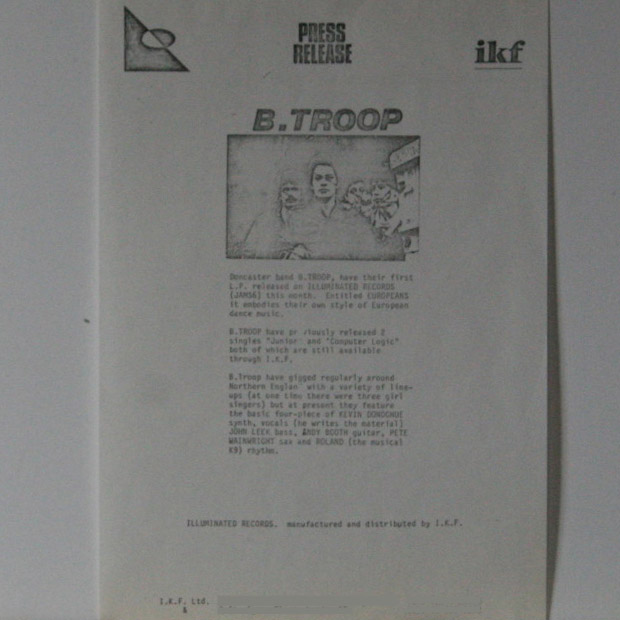 PRESS
RELEASE
ikf
B.TROOP
Doncaster band B.TROOP, have their first
L.P. released on ILLUMINATED RECORDS
(JAMS6) this month. Entitled EUROPEANS
it embodies their own style of European
dance music.
B.TROOP have pr viously released 2
singles "Junior" and "Computer Logic"
both of which are still available
through I.K.F.
B.Troop have gigged regularly around
Northern Englan with a variety of line-
ups (at one time there were three girl
singers) but at present they feature
the basic four-piece of KEVIN DONOGHUE
synth, vocals (he writes the material)
JOHN LEEK bass, ANDY BOOTH guitar, PETE
WAINWRIGHT sax and ROLAND (the musical
K9) rhythm.
ILLUMINATED RECORDS. manufactured and distributed by I.K.F.
I.K.F. Ltd.
&